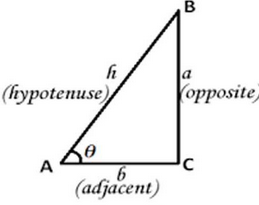 B
h
a
(hypotenuse)
(opposite)
θ
A
C
b
(adjacent)